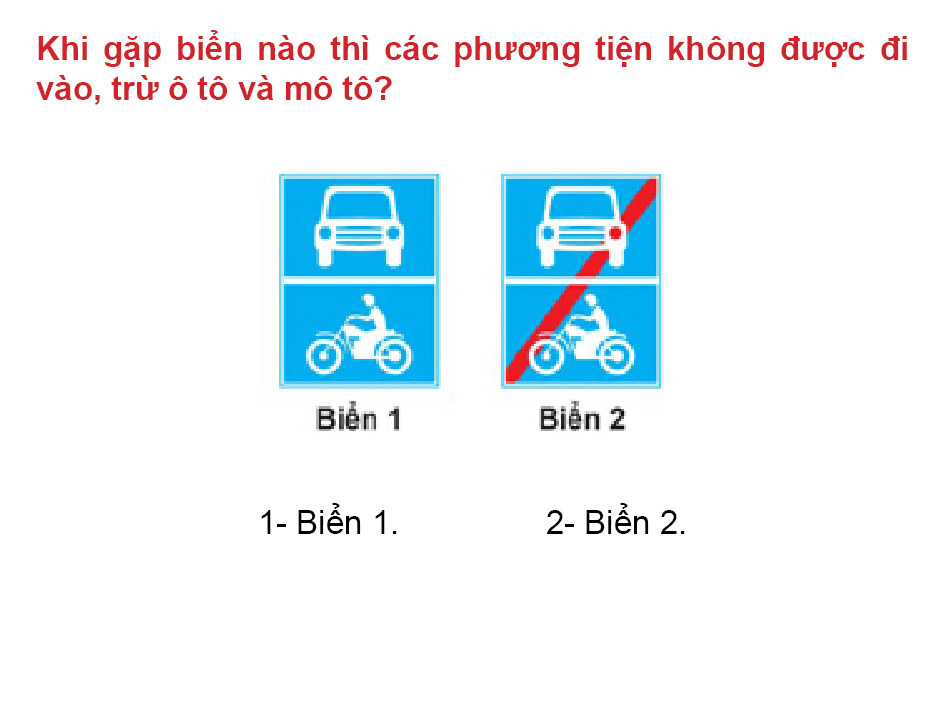 Khi gặp biển nào thì các phương tiện không được đi
vào, trừ ô tô và mô tô?
Biển 1
Biển 2
1- Biển 1.
2- Biển 2.